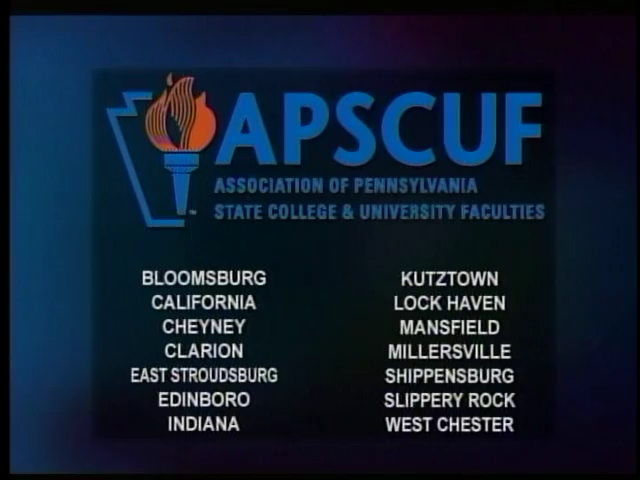 APSCUF
ASSOCIATION OF PENNSYLVANIA
STATE COLLEGE & UNIVERSITY FACULTIES
™
BLOOMSBURG
CALIFORNIA
CHEYNEY
CLARION
EAST STROUDSBURG
EDINBORO
INDIANA
KUTZTOWN
LOCK HAVEN
MANSFIELD
MILLERSVILLE
SHIPPENSBURG
SLIPPERY ROCK
WEST CHESTER